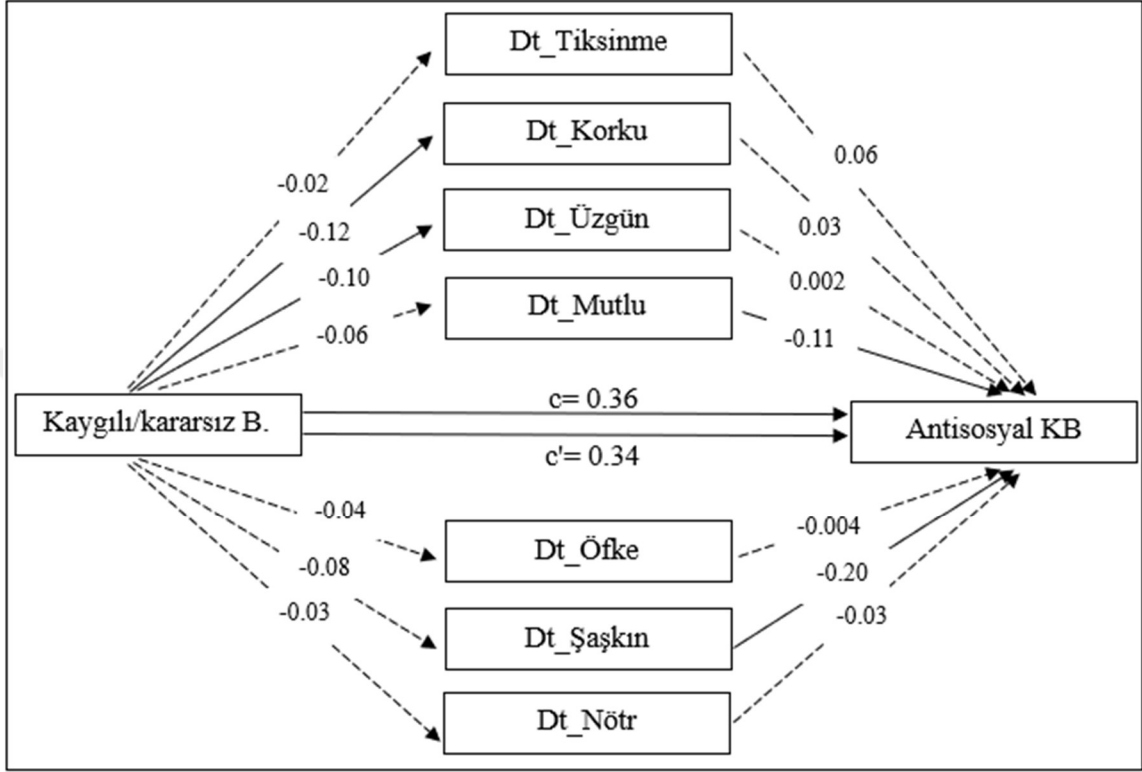 Dt_Tiksinme
Dt_Korku
0.06
-0.02
Dt_Üzgün
0.03
-0.12
-0.10
0.002
Dt_Mutlu
-0.06
-0.11
c= 0.36
Kaygılı/kararsız B.
Antisosyal KB
c'= 0.34
-0.04
-0.004
Dt_Öfke
-0.08
-0.20
-0.03
-0.03
Dt_Şaşkın
Dt_Nötr